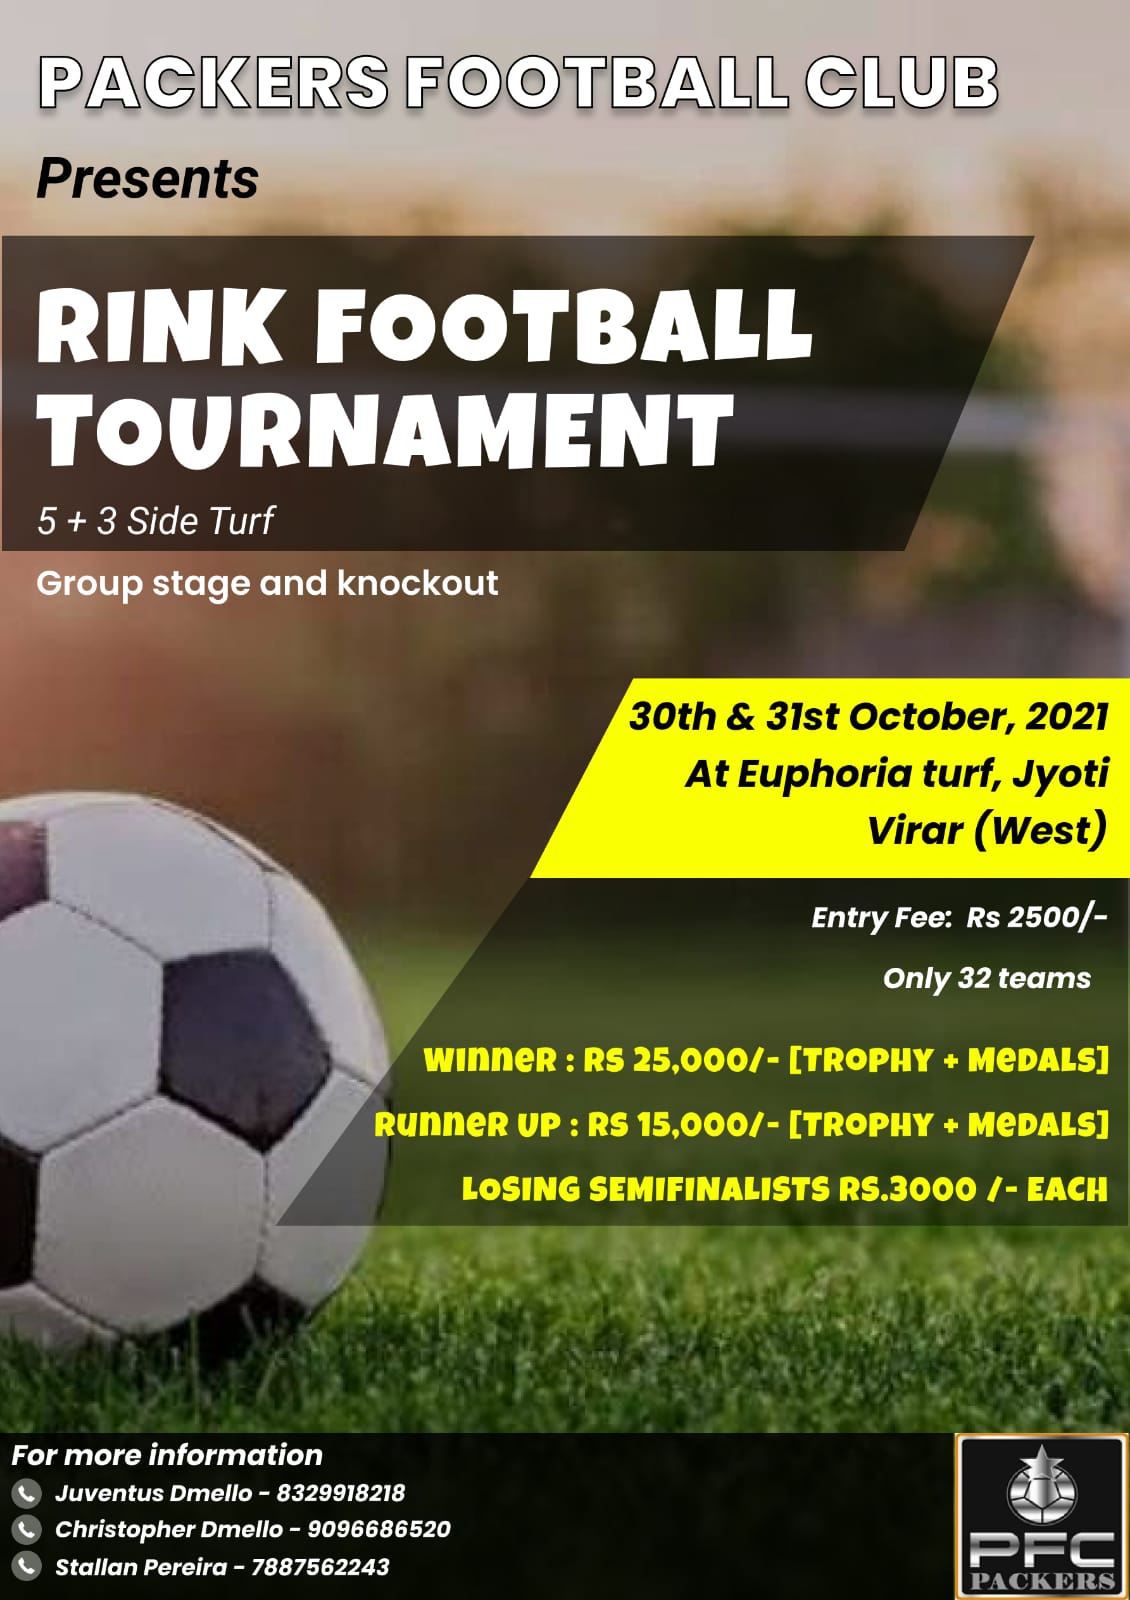 PACKERS FOOTBALL CLUB
Presents
RINK FOOTBALL
TOURNAMENT
5 + 3 Side Turf
Group stage and knockout
30th & 31st October, 2021
At Euphoria turf, Jyoti
Virar (West)
Entry Fee:  Rs 2500/-
Only 32 teams
WINNER : RS 25,000/- [TROPHY + MEDALS]
RUNNER UP : RS 15,000/- [TROPHY + MEDALS]
LOSING SEMIFINALISTS RS.3000 /- EACH
For more information
Juventus Dmello - 8329918218
Christopher Dmello - 9096686520
Stallan Pereira - 7887562243
PFC
PACKERS